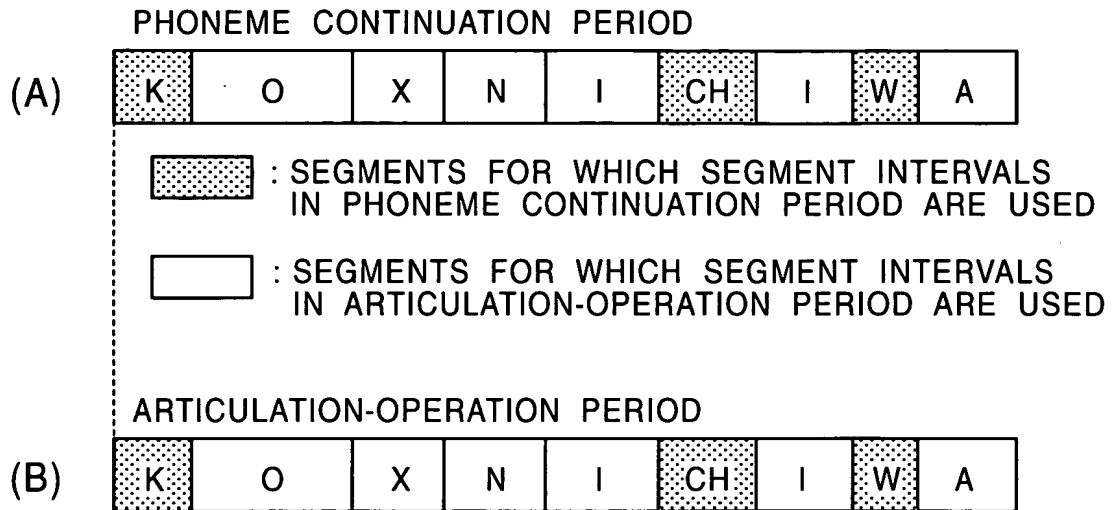 PHONEME CONTINUATION PERIOD
(A) K O X N I CH I W A
: SEGMENTS FOR WHICH SEGMENT INTERVALS
IN PHONEME CONTINUATION PERIOD ARE USED
: SEGMENTS FOR WHICH SEGMENT INTERVALS
IN ARTICULATION-OPERATION PERIOD ARE USED
ARTICULATION-OPERATION PERIOD
(B) K O X N I CH I W A